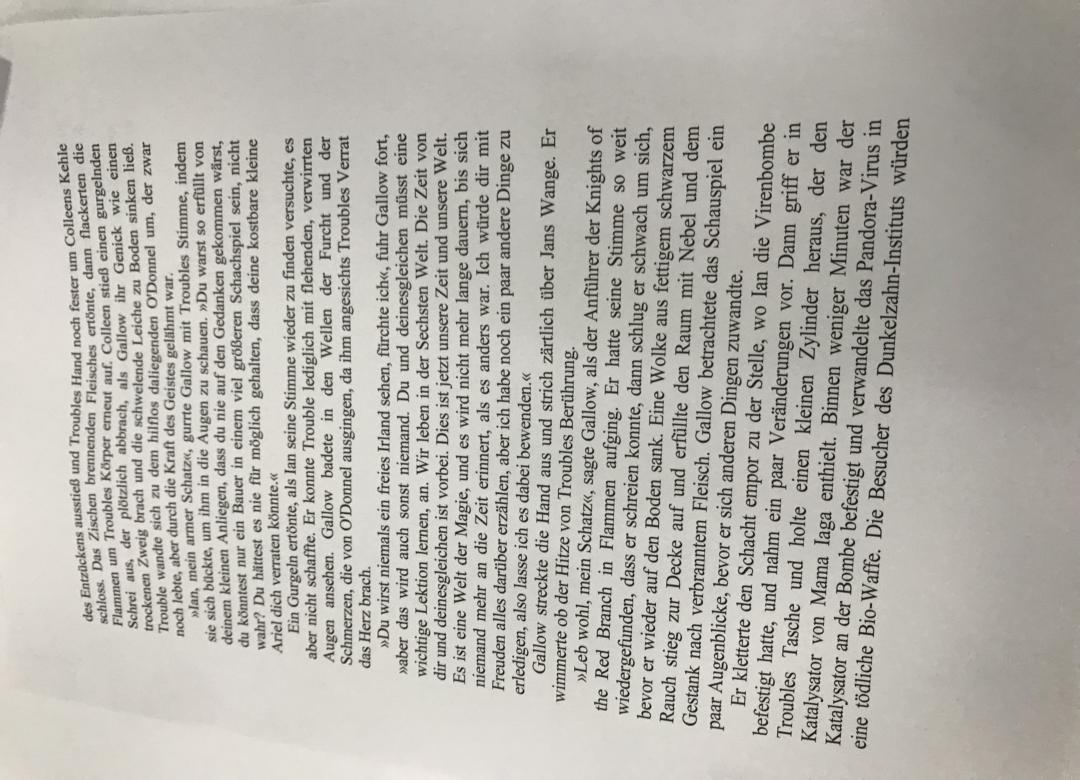 des Entzückens ausstieß und Troubles Hand noch fester um Colleens Kehle
schloss. Das Zischen brennenden Fleisches ertönte, dann flackerten die
Flammen um Troubles Körper erneut auf. Colleen stieß einen gurgelnden
Schrei aus, der plötzlich abbrach, als Gallow ihr Genick wie einen
trockenen Zweig brach und die schwelende Leiche zu Boden sinken ließ.
Trouble wandte sich zu dem hilflos daliegenden O'Donnel um, der zwar
noch lebte, aber durch die Kraft des Geistes gelähmt war.
»Ian, mein armer Schatz«, gurrte Gallow mit Troubles Stimme, indem
sie sich bückte, um ihm in die Augen zu schauen. »Du warst so erfüllt von
deinem kleinen Anliegen, dass du nie auf den Gedanken gekommen wärst,
du könntest nur ein Bauer in einem viel größeren Schachspiel sein, nicht
wahr? Du hättest es nie für möglich gehalten, dass deine kostbare kleine
Ariel dich verraten könnte.«
Ein Gurgeln ertönte, als Ian seine Stimme wieder zu finden versuchte, es
aber nicht schaffte. Er konnte Trouble lediglich mit flehenden, verwirrten
Augen ansehen. Gallow badete in den Wellen der Furcht und der
Schmerzen, die von O'Donnel ausgingen, da ihm angesichts Troubles Verrat
das Herz brach.
»Du wirst niemals ein freies Irland sehen, fürchte ich«, fuhr Gallow fort,
»aber das wird auch sonst niemand. Du und deinesgleichen müsst eine
wichtige Lektion lernen, an. Wir leben in der Sechsten Welt. Die Zeit von
dir und deinesgleichen ist vorbei. Dies ist jetzt unsere Zeit und unsere Welt.
Es ist eine Welt der Magie, und es wird nicht mehr lange dauern, bis sich
niemand mehr an die Zeit erinnert, als es anders war. Ich würde dir mit
Freuden alles darüber erzählen, aber ich habe noch ein paar andere Dinge zu
erledigen, also lasse ich es dabei bewenden.«
Gallow streckte die Hand aus und strich zärtlich über Jans Wange. Er
wimmerte ob der Hitze von Troubles Berührung.
»Leb wohl, mein Schatz«, sagte Gallow, als der Anführer der Knights of
the Red Branch in Flammen aufging. Er hatte seine Stimme so weit
wiedergefunden, dass er schreien konnte, dann schlug er schwach um sich,
bevor er wieder auf den Boden sank. Eine Wolke aus fettigem schwarzem
Rauch stieg zur Decke auf und erfüllte den Raum mit Nebel und dem
Gestank nach verbranntem Fleisch. Gallow betrachtete das Schauspiel ein
paar Augenblicke, bevor er sich anderen Dingen zuwandte.
Er kletterte den Schacht empor zu der Stelle, wo Ian die Virenbombe
befestigt hatte, und nahm ein paar Veränderungen vor. Dann griff er in
Troubles Tasche und holte einen kleinen Zylinder heraus, der den
Katalysator von Mama Iaga enthielt. Binnen weniger Minuten war der
Katalysator an der Bombe befestigt und verwandelte das Pandora-Virus in
eine tödliche Bio-Waffe. Die Besucher des Dunkelzahn-Instituts würden